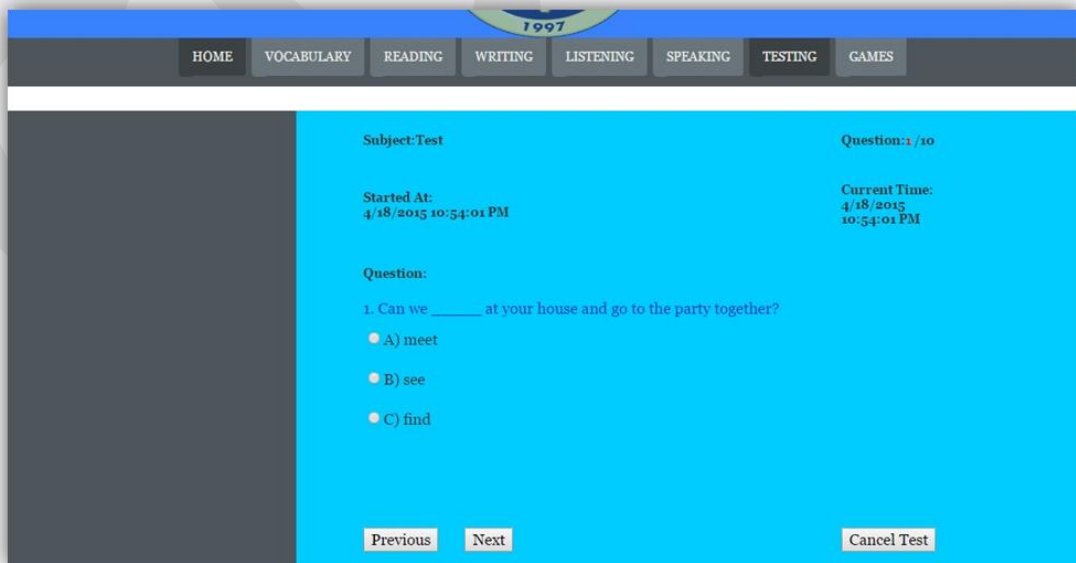 1997
HOME VOCABULARY READING WRITING LISTENING SPEAKING TESTING GAMES
Subject:Test Question:1 /10
Started At: Current Time:
4/18/2015 10:54:01 PM 4/18/2015
10:54:01 PM
Question:
1. Can we ______ at your house and go to the party together?
A) meet
B) see
C) find
Previous Next Cancel Test